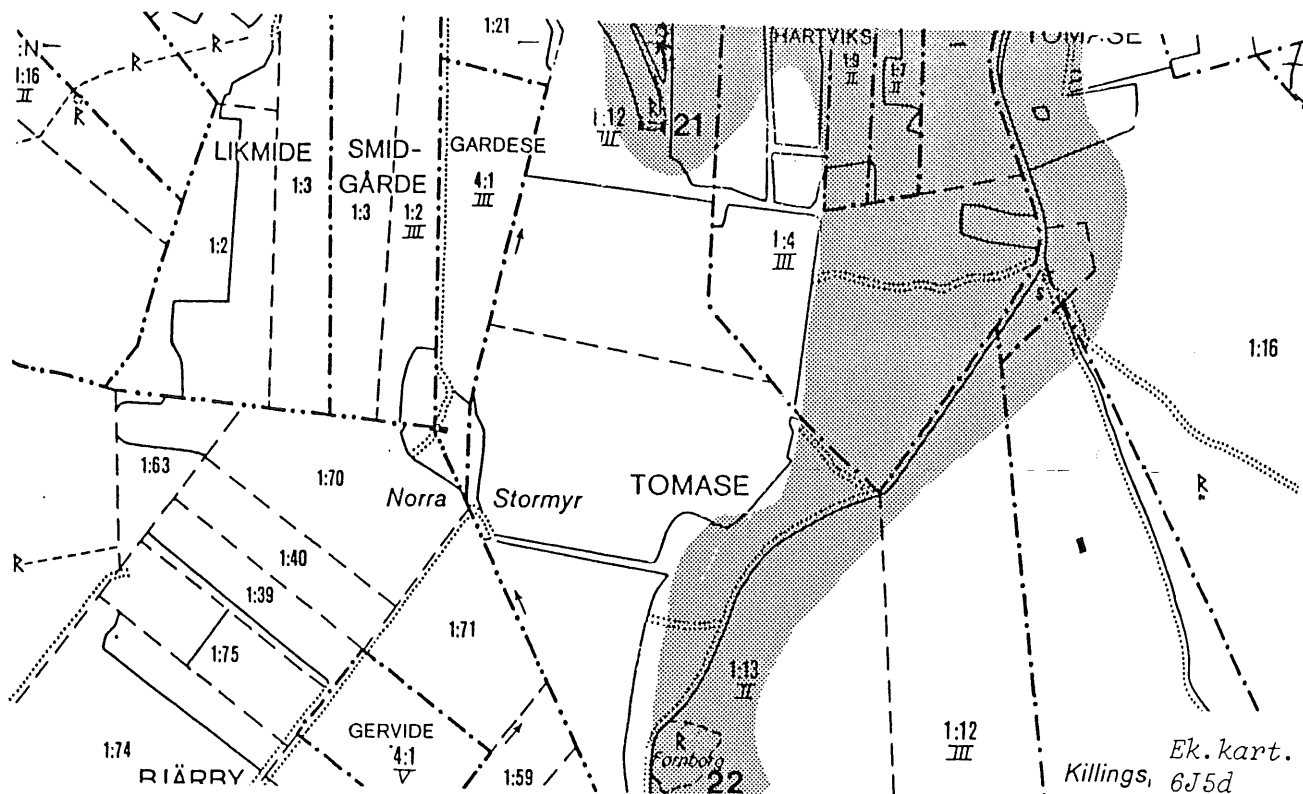 1:21
HARTVIKS
TOMASE
:N
R
1:16
II
R
1:9
II
1:7
II
1:12
III
R
21
LIKMIDE
1:3
SMID-
GÅRDE
1:3
1:2
III
GARDESE
4:1
III
1:2
1:4
III
S
1:16
1:63
1:70
Norra Stormyr
TOMASE
R
R
1:40
1:39
1:71
1:75
1:13
II
1:74
BJÄRBY
GERVIDE
4:1
V
1:59
R
Fornborg
22
1:12
III
Killings,
Ek.kart.
6J5d